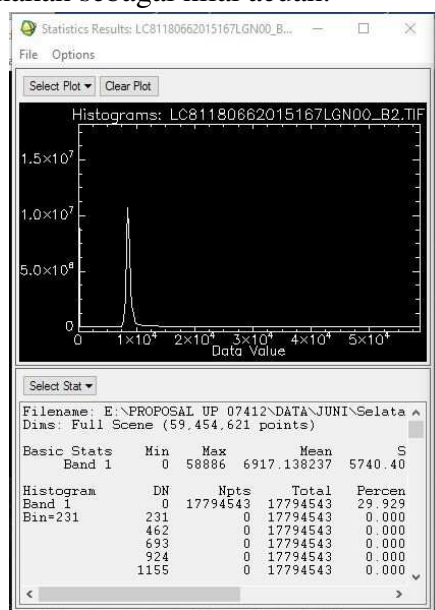 sebagai
Statistics Results: LC81180662015167LGN00_B...
File Options
Select Plot Clear Plot
Histograms: LC81180662015167LGN00_B2.TIF
1.5×10⁷
1.0×10⁷
5.0×10⁶
0
0 1×10⁴ 2×10⁴ 3×10⁴ 4×10⁴ 5×10⁴
Data Value
Select Stat
Filename: E:\PROPOSAL UP 07412\DATA\JUNI\Selata
Dims: Full Scene (59,454,621 points)
Basic Stats Min Max Mean S
Band 1 0 58886 6917.138237 5740.40
Histogram DN Npts Total Percen
Band 1 0 17794543 17794543 29.929
Bin=231 231 0 17794543 0.000
462 0 17794543 0.000
693 0 17794543 0.000
924 0 17794543 0.000
1155 0 17794543 0.000